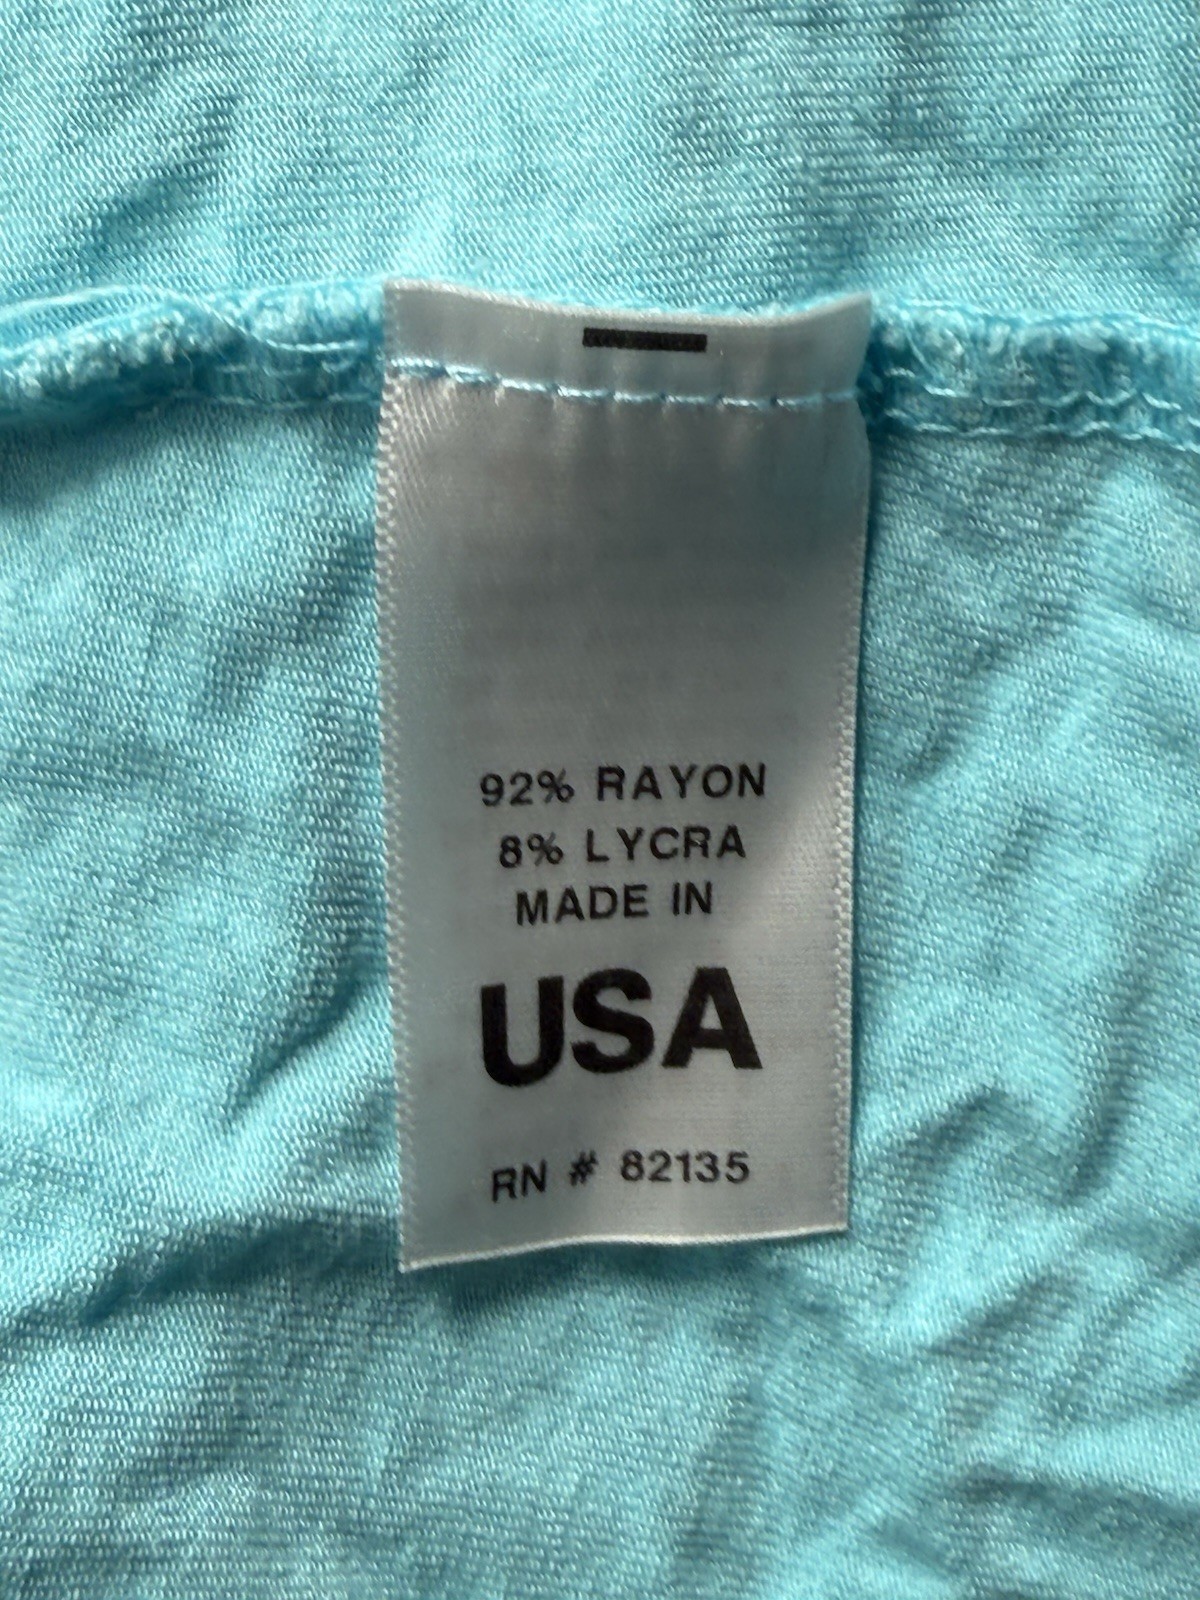 92% RAYON
8% LYCRA
MADE IN
USA
RN # 82135